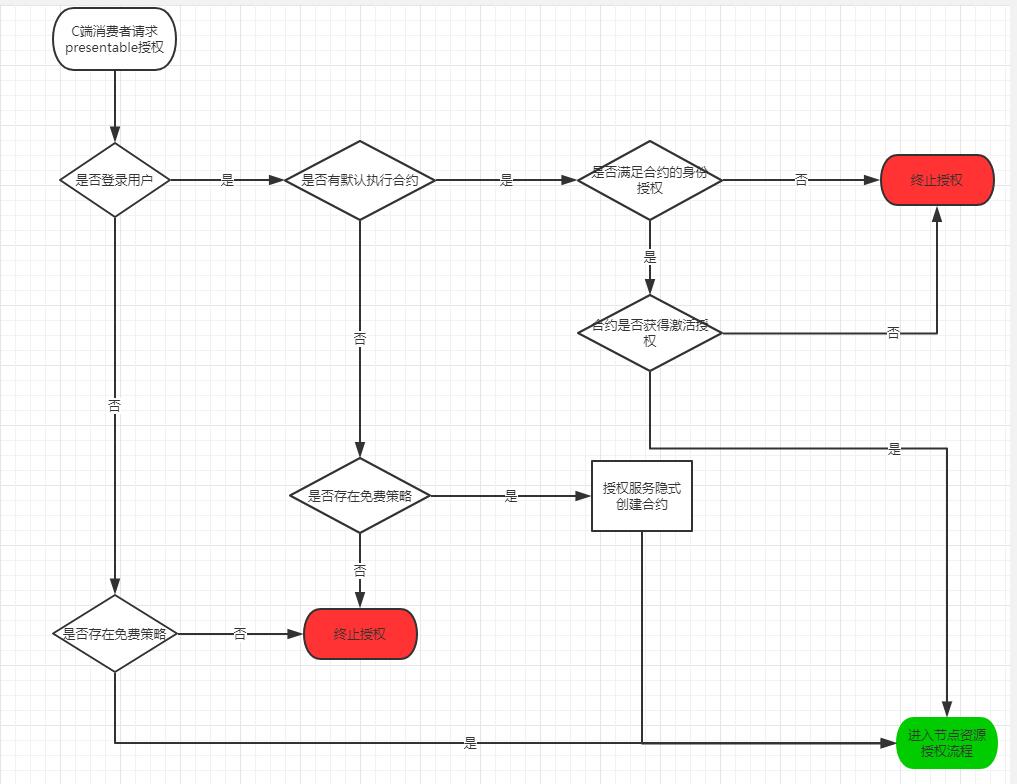 C端消费者请求
presentable授权
是否登录用户
是
是否有默认执行合约
是
是否满足合约的身份
授权
否
终止授权
是
合约是否获得激活授
权
否
否
否
是
是否存在免费策略
是
授权服务隐式
创建合约
否
是否存在免费策略
否
终止授权
是
进入节点资源
授权流程